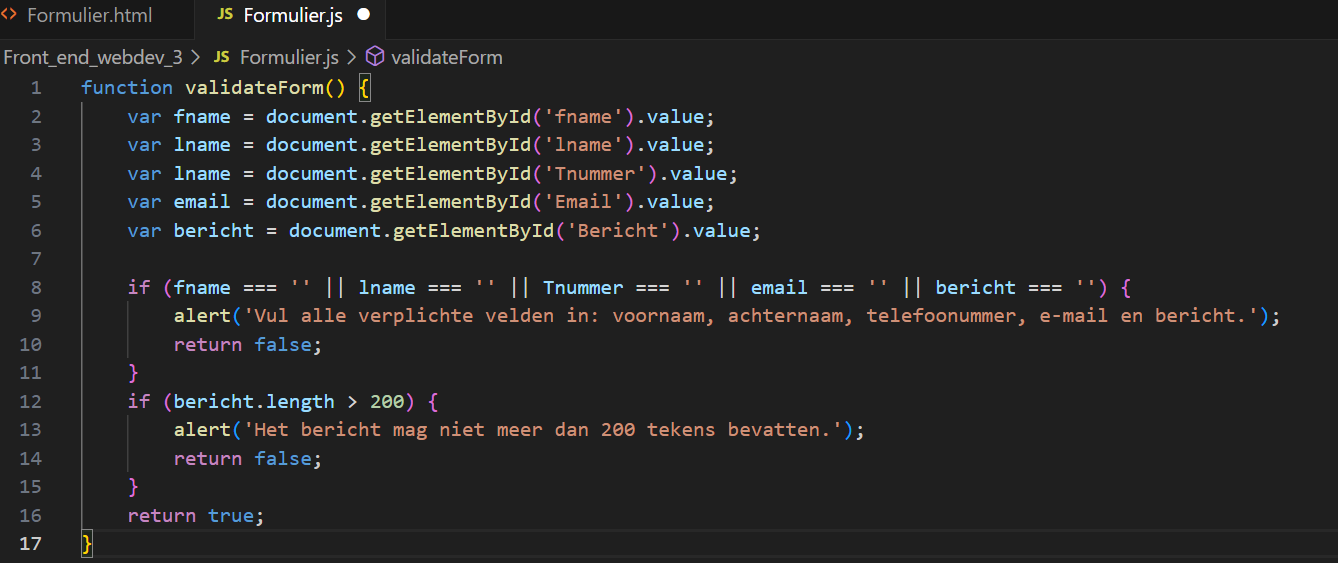 Formulier.html
JS Formulier.js
Front_end_webdev_3 > JS Formulier.js > validateForm
1 function validateForm() {
2 var fname = document.getElementById('fname').value;
3 var lname = document.getElementById('lname').value;
4 var lname = document.getElementById('Tnummer').value;
5 var email = document.getElementById('Email').value;
6 var bericht = document.getElementById('Bericht').value;
7
8 if (fname === '' || lname === '' || Tnummer === '' || email === '' || bericht === '') {
9 alert('Vul alle verplichte velden in: voornaam, achternaam, telefoonummer, e-mail en bericht.');
10 return false;
11 }
12 if (bericht.length > 200) {
13 alert('Het bericht mag niet meer dan 200 tekens bevatten.');
14 return false;
15 }
16 return true;
17 }